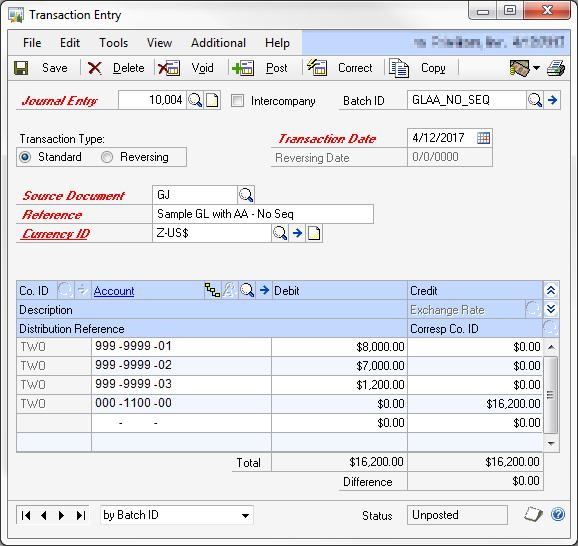 Transaction Entry
File Edit Tools View Additional Help
Save Delete Void Post Correct Copy
Journal Entry 10,004 Intercompany Batch ID GLAA_NO_SEQ
Transaction Type: Transaction Date 4/12/2017
Standard Reversing Reversing Date 0/0/0000
Source Document GJ
Reference Sample GL with AA - No Seq
Currency ID Z-US$
Co. ID Account Debit Credit
Description Exchange Rate
Distribution Reference Corresp Co. ID
TWO 999 -9999 -01 $8,000.00 $0.00
TWO 999 -9999 -02 $7,000.00 $0.00
TWO 999 -9999 -03 $1,200.00 $0.00
TWO 000 -1100 -00 $0.00 $16,200.00
- - $0.00 $0.00
Total $16,200.00 $16,200.00
Difference $0.00
by Batch ID Status Unposted